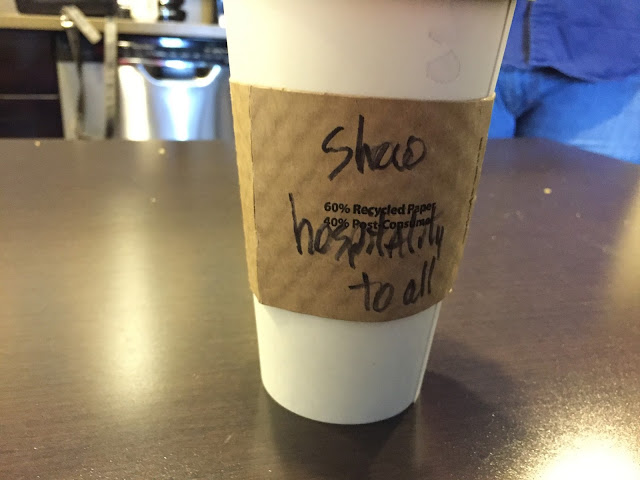 Show
60% Recycled Paper
40% Post-Consumer
hospitality
to all